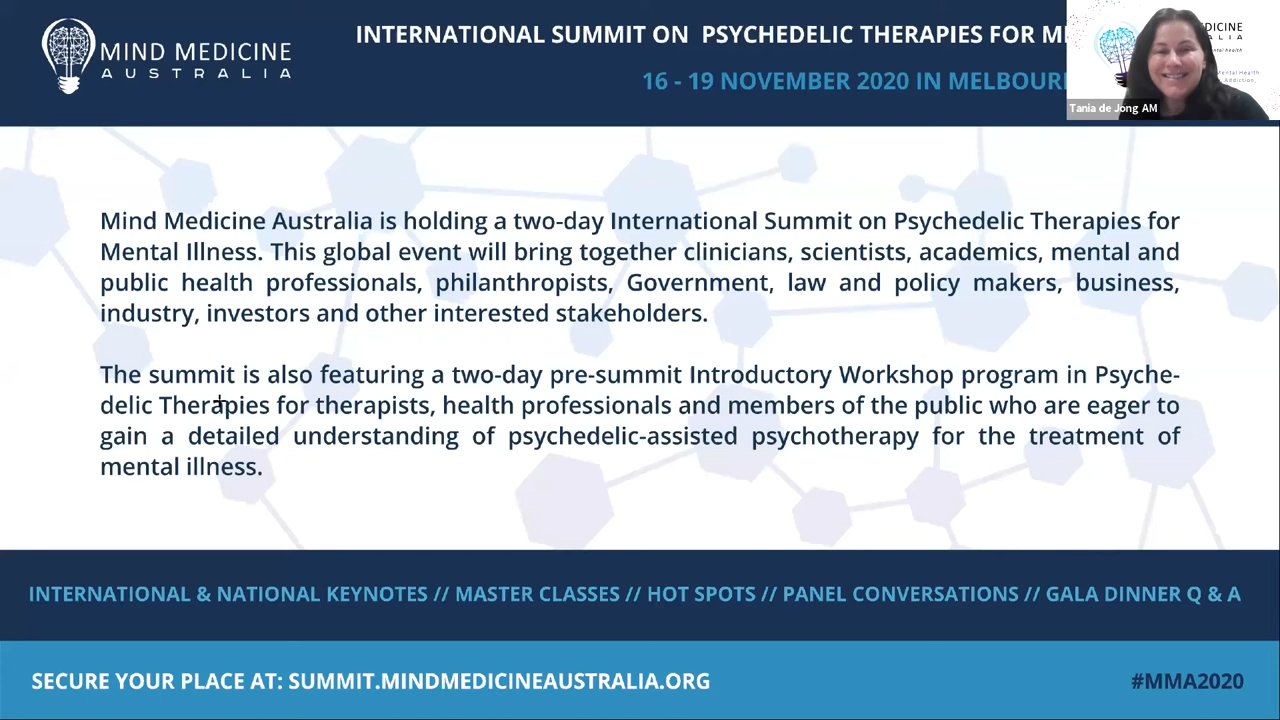 MIND MEDICINE
AUSTRALIA
INTERNATIONAL SUMMIT ON PSYCHEDELIC THERAPIES FOR
16 - 19 NOVEMBER 2020 IN
Tania de Jong AM
Mind Medicine Australia is holding a two-day International Summit on Psychedelic Therapies for
Mental Illness. This global event will bring together clinicians, scientists, academics, mental and
public health professionals, philanthropists, Government, law and policy makers, business,
industry, investors and other interested stakeholders.
The summit is also featuring a two-day pre-summit Introductory Workshop program in Psyche-
delic Therapies for therapists, health professionals and members of the public who are eager to
gain a detailed understanding of psychedelic-assisted psychotherapy for the treatment of
mental illness.
INTERNATIONAL & NATIONAL KEYNOTES // MASTER CLASSES // HOT SPOTS // PANEL CONVERSATIONS // GALA DINNER Q & A
SECURE YOUR PLACE AT: SUMMIT.MINDMEDICINEAUSTRALIA.ORG
#MMA2020